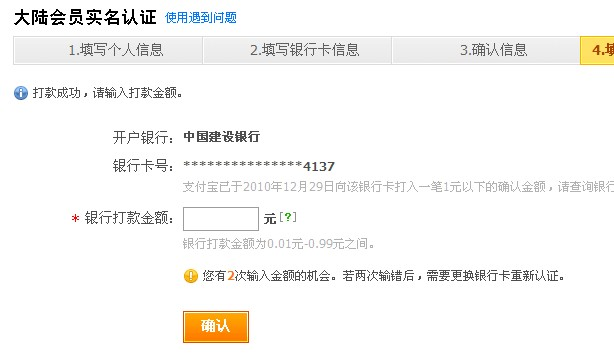 大陆会员实名认证 使用遇到问题
1.填写个人信息 2.填写银行卡信息 3.确认信息 4.填
打款成功，请输入打款金额。
开户银行： 中国建设银行
银行卡号： ***************4137
支付宝已于2010年12月29日向该银行卡打入一笔1元以下的确认金额，请查询银行
* 银行打款金额： 元 [?]
银行打款金额为0.01元-0.99元之间。
您有2次输入金额的机会。若两次输错后，需要更换银行卡重新认证。
确认